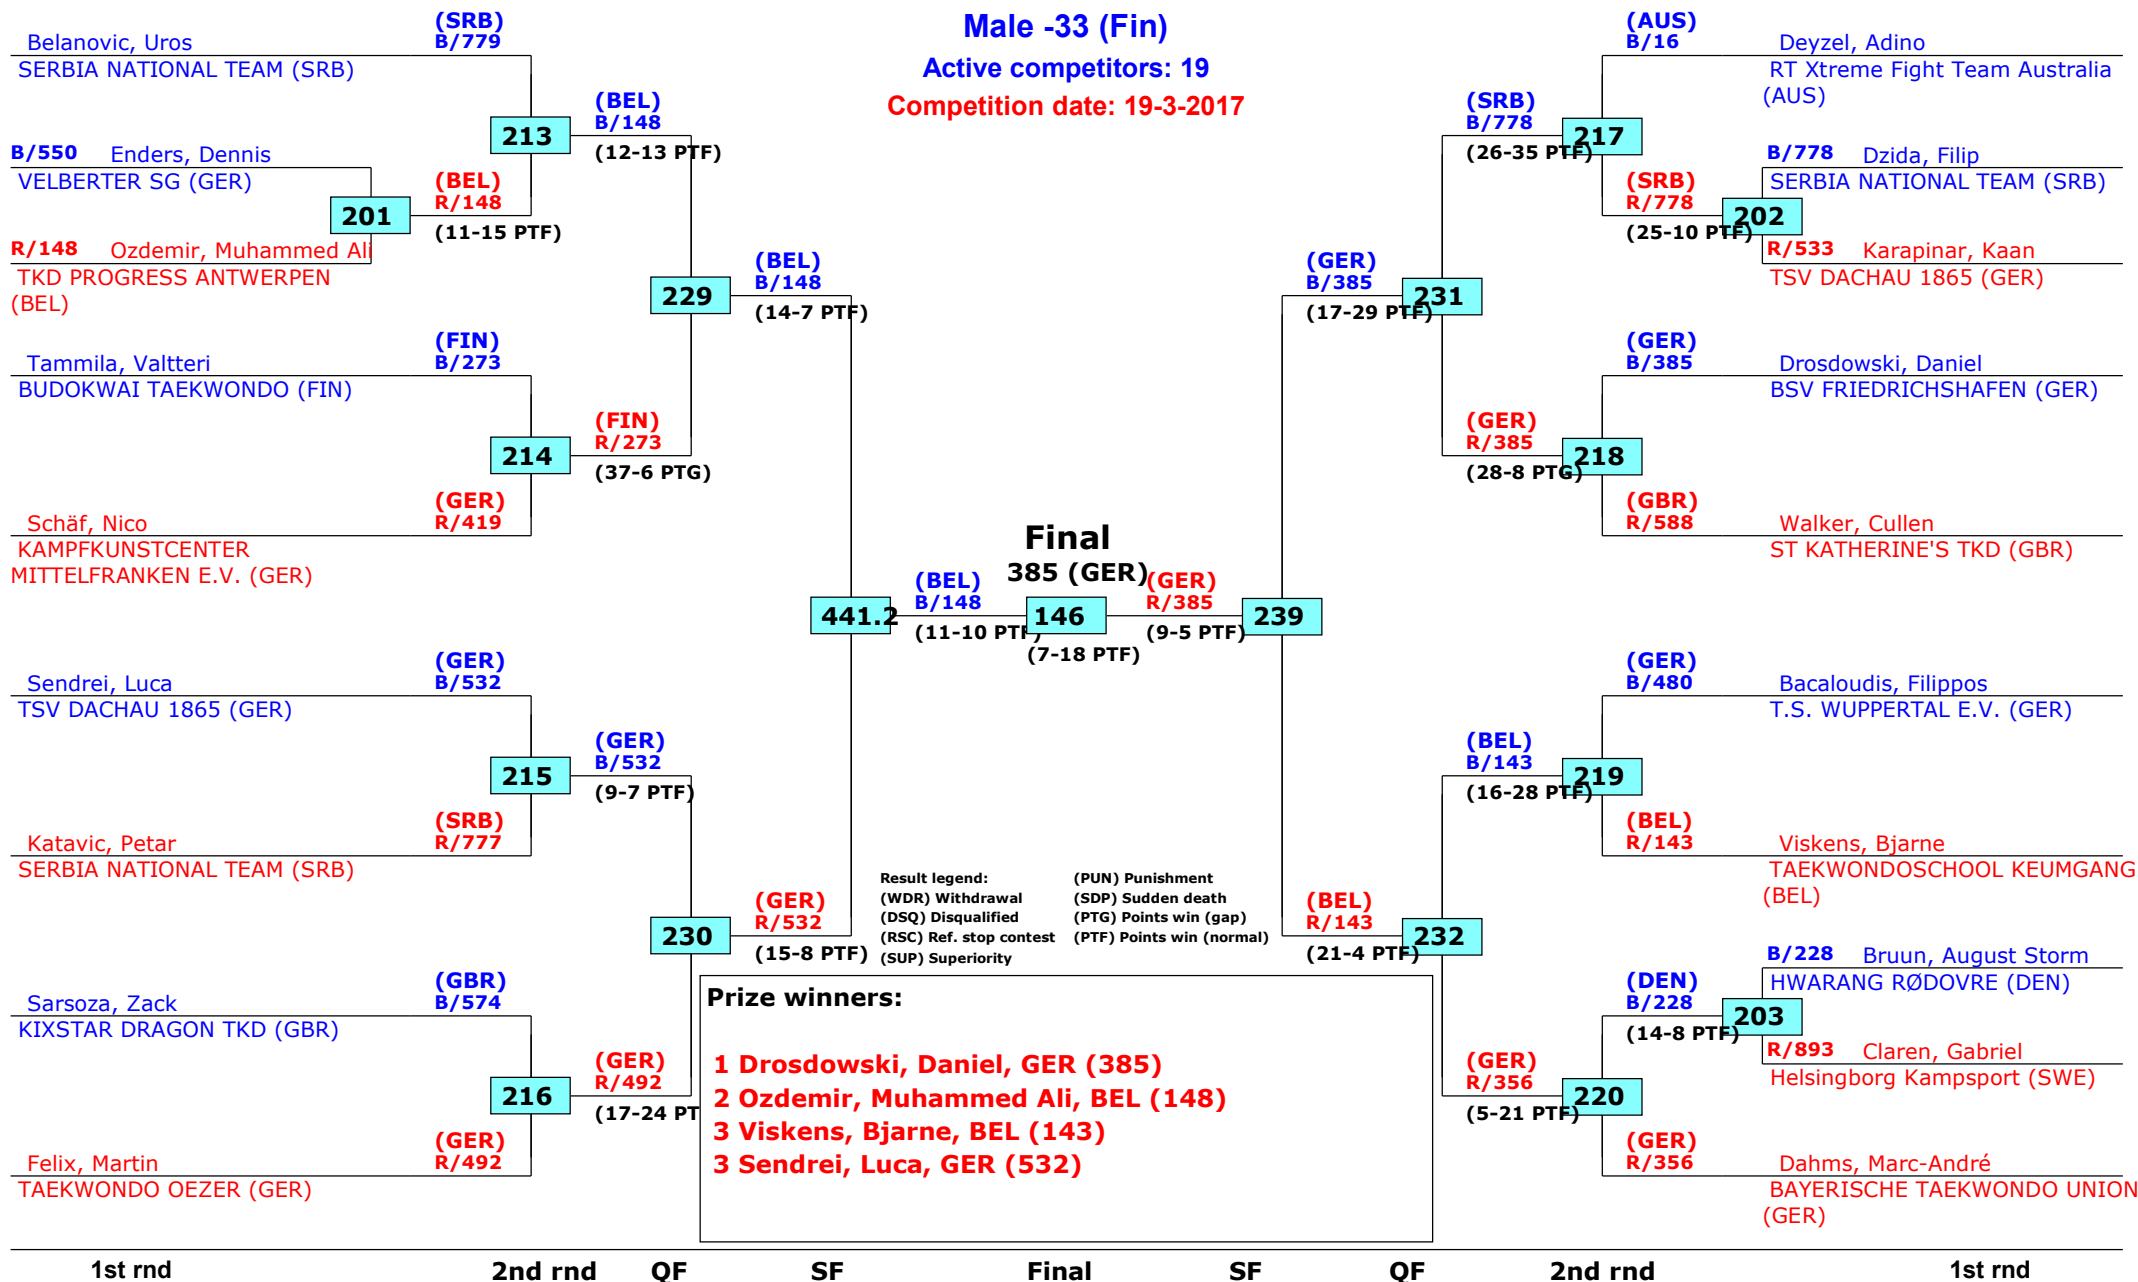 Male -33 (Fin)
Active competitors: 19
Competition date: 19-3-2017
(SRB)
B/779
Belanovic, Uros
SERBIA NATIONAL TEAM (SRB)
213
(BEL)
B/148
(12-13 PTF)
B/550 Enders, Dennis
VELBERTER SG (GER)
201
(BEL)
R/148
(11-15 PTF)
R/148 Ozdemir, Muhammed Ali
TKD PROGRESS ANTWERPEN
(BEL)
229
(BEL)
B/148
(14-7 PTF)
(FIN)
B/273
Tammila, Valtteri
BUDOKWAI TAEKWONDO (FIN)
214
(FIN)
R/273
(37-6 PTG)
(GER)
R/419
Schäf, Nico
KAMPFKUNSTCENTER
MITTELFRANKEN E.V. (GER)
441.2
(BEL)
B/148
(11-10 PTF)
(GER)
B/532
Sendrei, Luca
TSV DACHAU 1865 (GER)
215
(GER)
B/532
(9-7 PTF)
(SRB)
R/777
Katavic, Petar
SERBIA NATIONAL TEAM (SRB)
230
(GER)
R/532
(15-8 PTF)
(GBR)
B/574
Sarsoza, Zack
KIXSTAR DRAGON TKD (GBR)
216
(GER)
R/492
(17-24 PT
(GER)
R/492
Felix, Martin
TAEKWONDO OEZER (GER)
Final
385 (GER)
146
(7-18 PTF)
(GER)
R/385
(9-5 PTF)
239
(AUS)
B/16
Deyzel, Adino
RT Xtreme Fight Team Australia
(AUS)
(SRB)
B/778
(26-35 PTF)
217
B/778 Dzida, Filip
SERBIA NATIONAL TEAM (SRB)
(SRB)
R/778
(25-10 PTF)
202
R/533 Karapinar, Kaan
TSV DACHAU 1865 (GER)
(GER)
B/385
(17-29 PTF)
231
(GER)
B/385
Drosdowski, Daniel
BSV FRIEDRICHSHAFEN (GER)
(GER)
R/385
(28-8 PTG)
218
(GBR)
R/588
Walker, Cullen
ST KATHERINE'S TKD (GBR)
(GER)
B/480
Bacaloudis, Filippos
T.S. WUPPERTAL E.V. (GER)
(BEL)
B/143
(16-28 PTF)
219
(BEL)
R/143
Viskens, Bjarne
TAEKWONDOSCHOOL KEUMGANG
(BEL)
(BEL)
R/143
(21-4 PTF)
232
B/228 Bruun, August Storm
HWARANG RØDOVRE (DEN)
(DEN)
B/228
(14-8 PTF)
203
R/893 Claren, Gabriel
Helsingborg Kampsport (SWE)
(GER)
R/356
(5-21 PTF)
220
(GER)
R/356
Dahms, Marc-André
BAYERISCHE TAEKWONDO UNION
(GER)
Result legend: (PUN) Punishment
(WDR) Withdrawal (SDP) Sudden death
(DSQ) Disqualified (PTG) Points win (gap)
(RSC) Ref. stop contest (PTF) Points win (normal)
(SUP) Superiority
Prize winners:
1 Drosdowski, Daniel, GER (385)
2 Ozdemir, Muhammed Ali, BEL (148)
3 Viskens, Bjarne, BEL (143)
3 Sendrei, Luca, GER (532)
1st rnd 2nd rnd QF SF Final SF QF 2nd rnd 1st rnd